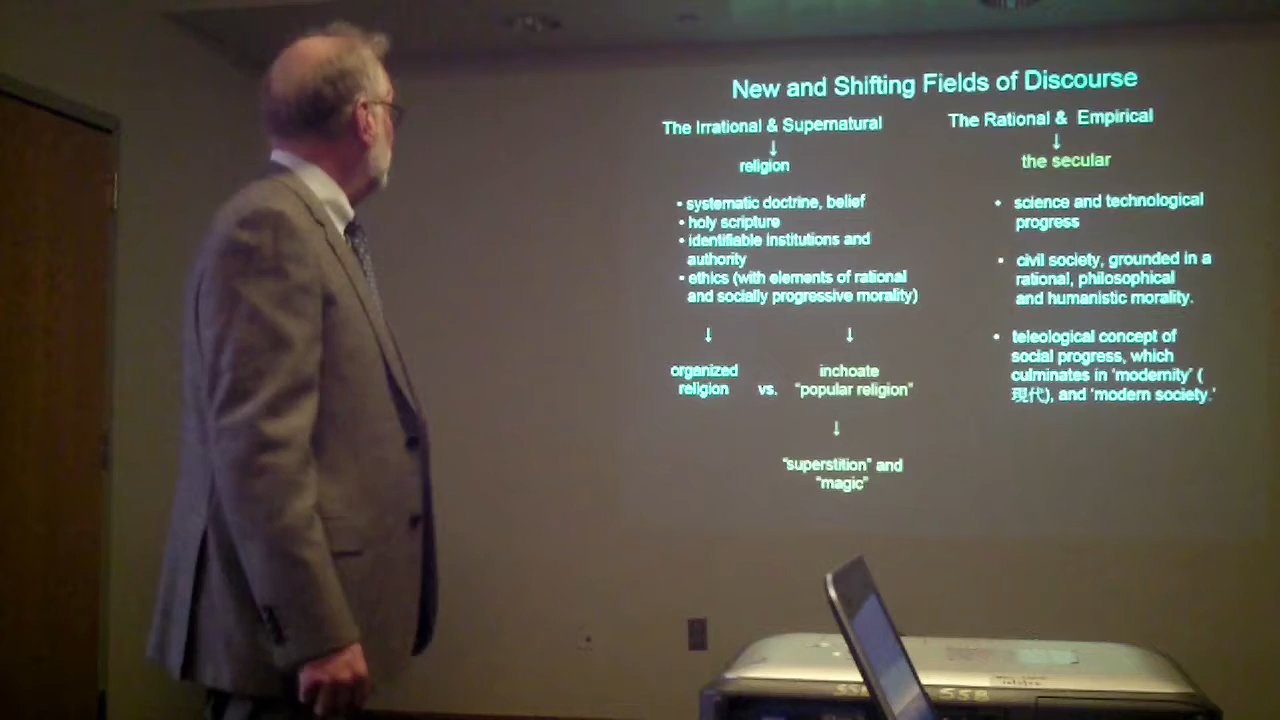 New and Shifting Fields of Discourse
The Irrational & Supernatural
↓
religion
• systematic doctrine, belief
• holy scripture
• identifiable institutions and
authority
• ethics (with elements of rational
and socially progressive morality)
↓ ↓
organized
religion
vs.
inchoate
"popular religion"
↓
"superstition" and
"magic"
The Rational & Empirical
↓
the secular
• science and technological
progress
• civil society, grounded in a
rational, philosophical
and humanistic morality.
• teleological concept of
social progress, which
culminates in 'modernity' (
現代), and 'modern society.'
SSB
SSB